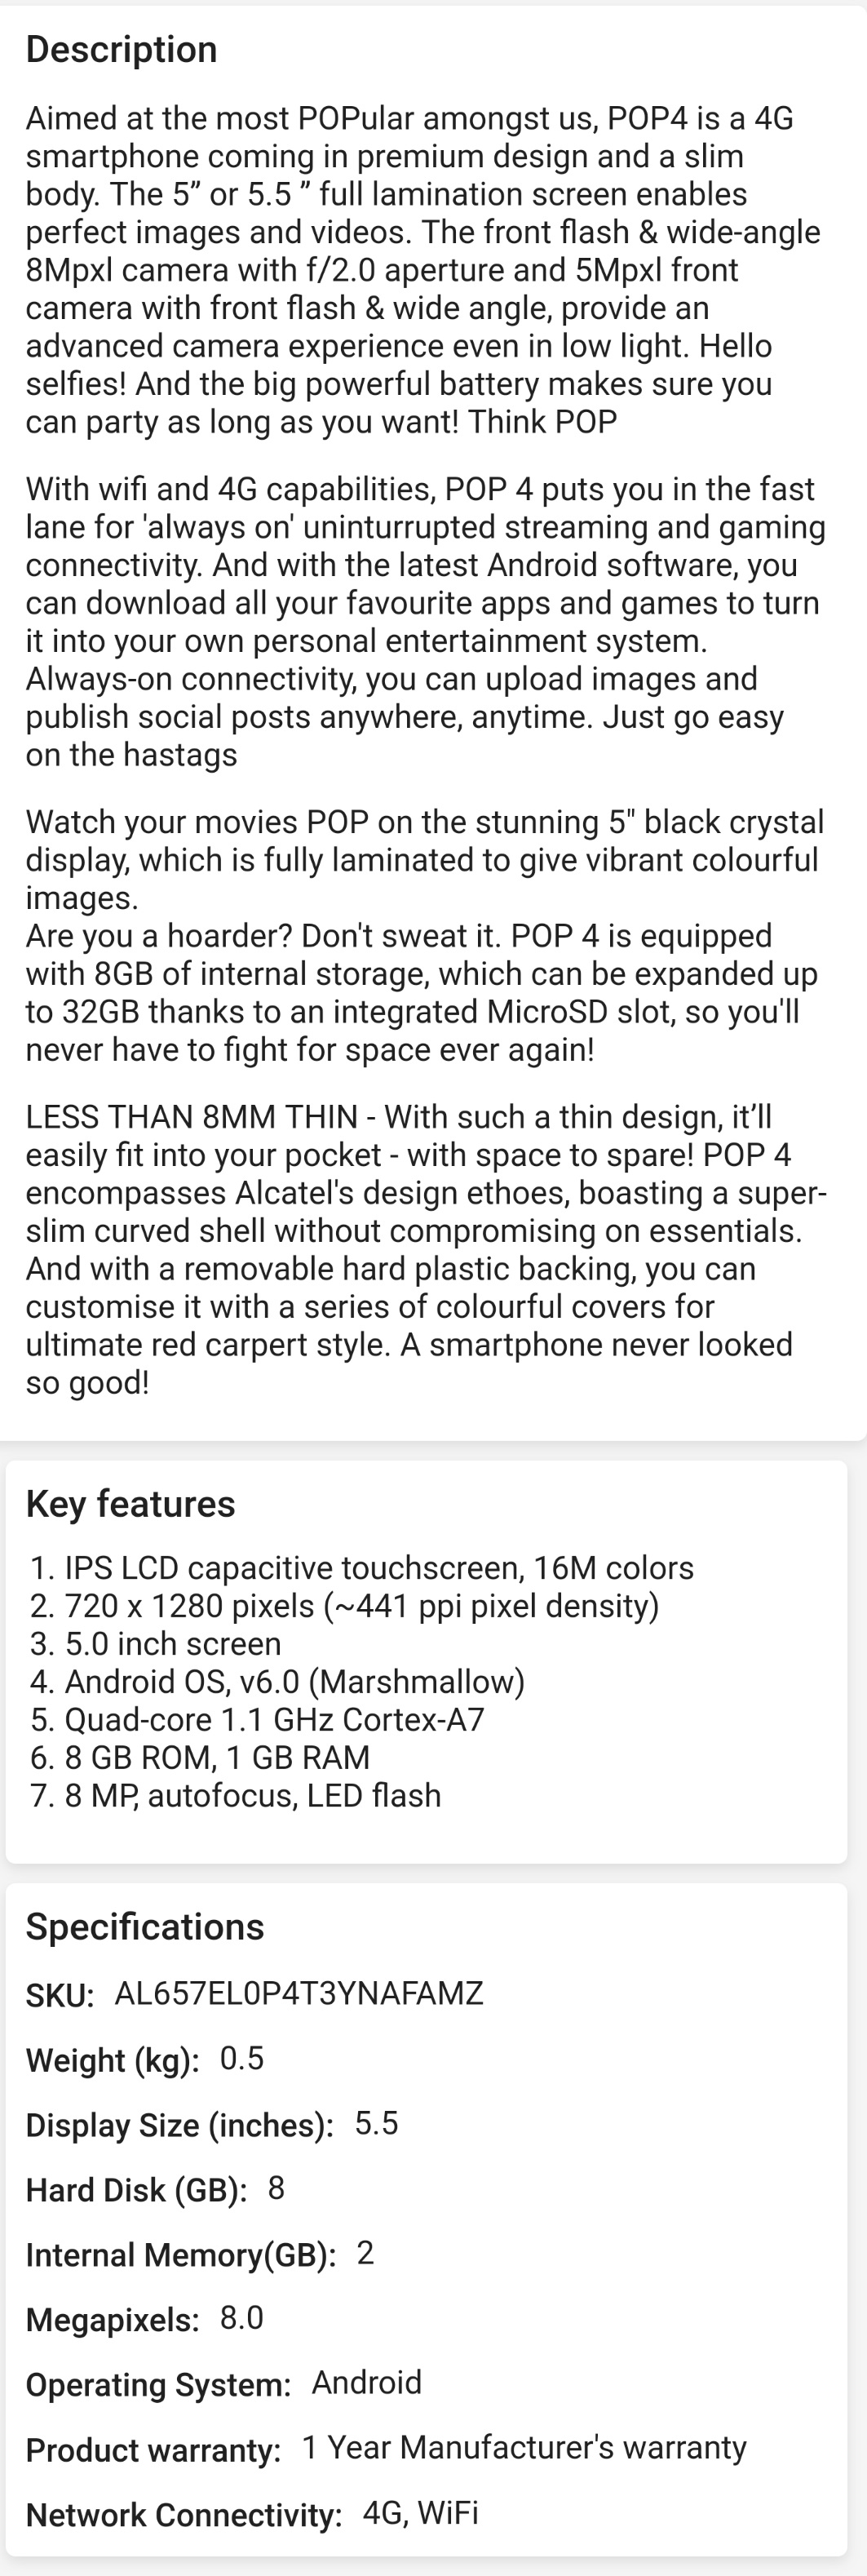 Description
Aimed at the most POPular amongst us, POP4 is a 4G
smartphone coming in premium design and a slim
body. The 5” or 5.5 ” full lamination screen enables
perfect images and videos. The front flash & wide-angle
8Mpxl camera with f/2.0 aperture and 5Mpxl front
camera with front flash & wide angle, provide an
advanced camera experience even in low light. Hello
selfies! And the big powerful battery makes sure you
can party as long as you want! Think POP
With wifi and 4G capabilities, POP 4 puts you in the fast
lane for 'always on' uninturrupted streaming and gaming
connectivity. And with the latest Android software, you
can download all your favourite apps and games to turn
it into your own personal entertainment system.
Always-on connectivity, you can upload images and
publish social posts anywhere, anytime. Just go easy
on the hastags
Watch your movies POP on the stunning 5" black crystal
display, which is fully laminated to give vibrant colourful
images.
Are you a hoarder? Don't sweat it. POP 4 is equipped
with 8GB of internal storage, which can be expanded up
to 32GB thanks to an integrated MicroSD slot, so you'll
never have to fight for space ever again!
LESS THAN 8MM THIN - With such a thin design, it’ll
easily fit into your pocket - with space to spare! POP 4
encompasses Alcatel's design ethoes, boasting a super-
slim curved shell without compromising on essentials.
And with a removable hard plastic backing, you can
customise it with a series of colourful covers for
ultimate red carpert style. A smartphone never looked
so good!
Key features
1. IPS LCD capacitive touchscreen, 16M colors
2. 720 x 1280 pixels (~441 ppi pixel density)
3. 5.0 inch screen
4. Android OS, v6.0 (Marshmallow)
5. Quad-core 1.1 GHz Cortex-A7
6. 8 GB ROM, 1 GB RAM
7. 8 MP, autofocus, LED flash
Specifications
SKU: AL657EL0P4T3YNAFAMZ
Weight (kg): 0.5
Display Size (inches): 5.5
Hard Disk (GB): 8
Internal Memory(GB): 2
Megapixels: 8.0
Operating System: Android
Product warranty: 1 Year Manufacturer's warranty
Network Connectivity: 4G, WiFi